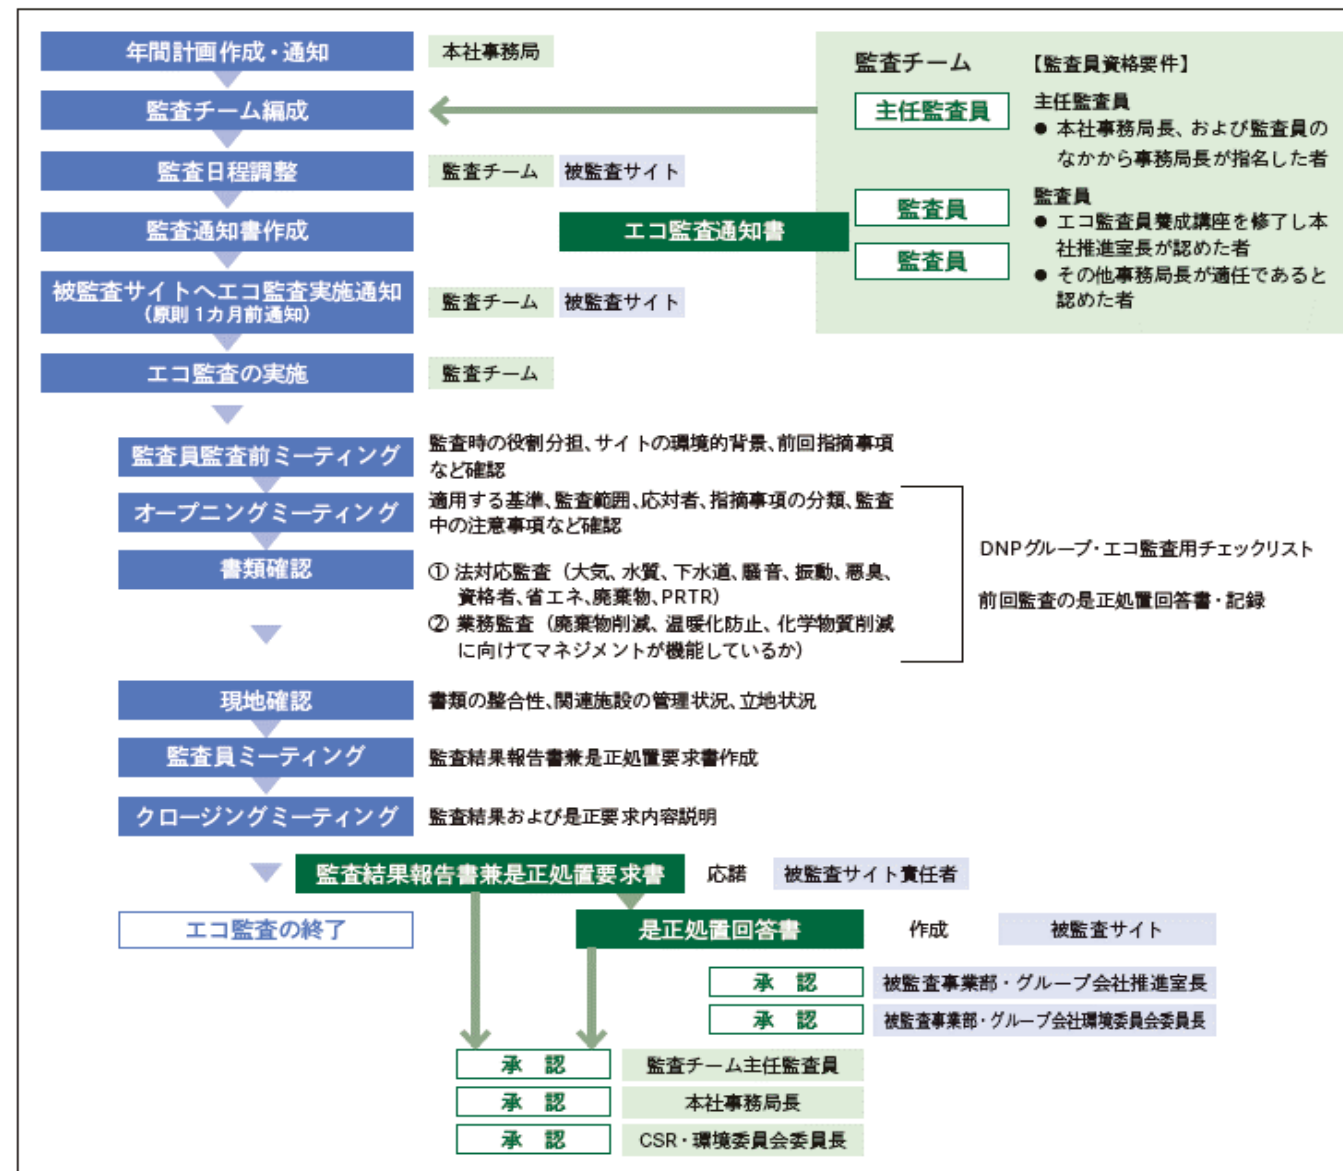 年間計画作成・通知
本社事務局
監査チーム編成
監査日程調整
監査チーム
被監査サイト
監査通知書作成
エコ監査通知書
被監査サイトへエコ監査実施通知
（原則1カ月前通知）
監査チーム
被監査サイト
エコ監査の実施
監査チーム
監査チーム
【監査員資格要件】
主任監査員
主任監査員
● 本社事務局長、および監査員の
なかから事務局長が指名した者
監査員
監査員
監査員
● エコ監査員養成講座を修了し本
社推進室長が認めた者
● その他事務局長が適任であると
認めた者
監査員監査前ミーティング
監査時の役割分担、サイトの環境的背景、前回指摘事項
など確認
オープニングミーティング
適用する基準、監査範囲、応対者、指摘事項の分類、監査
中の注意事項など確認
書類確認
① 法対応監査（大気、水質、下水道、騒音、振動、悪臭、
資格者、省エネ、廃棄物、PRTR）
② 業務監査（廃棄物削減、温暖化防止、化学物質削減
に向けてマネジメントが機能しているか）
DNPグループ・エコ監査用チェックリスト
前回監査の是正処置回答書・記録
現地確認
書類の整合性、関連施設の管理状況、立地状況
監査員ミーティング
監査結果報告書兼是正処置要求書作成
クロージングミーティング
監査結果および是正要求内容説明
監査結果報告書兼是正処置要求書
応諾
被監査サイト責任者
エコ監査の終了
是正処置回答書
作成
被監査サイト
承 認
被監査事業部・グループ会社推進室長
承 認
被監査事業部・グループ会社環境委員会委員長
承 認
監査チーム主任監査員
承 認
本社事務局長
承 認
CSR・環境委員会委員長